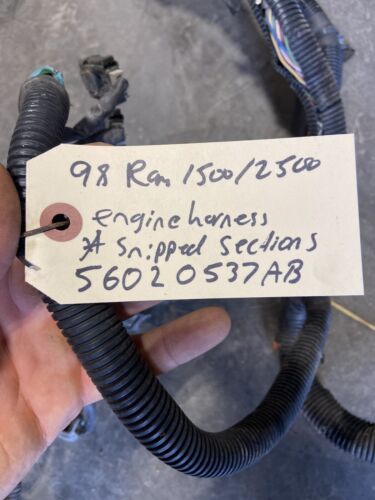 98 Ram 1500/2500
engine harness
* Snipped sections
56020537AB